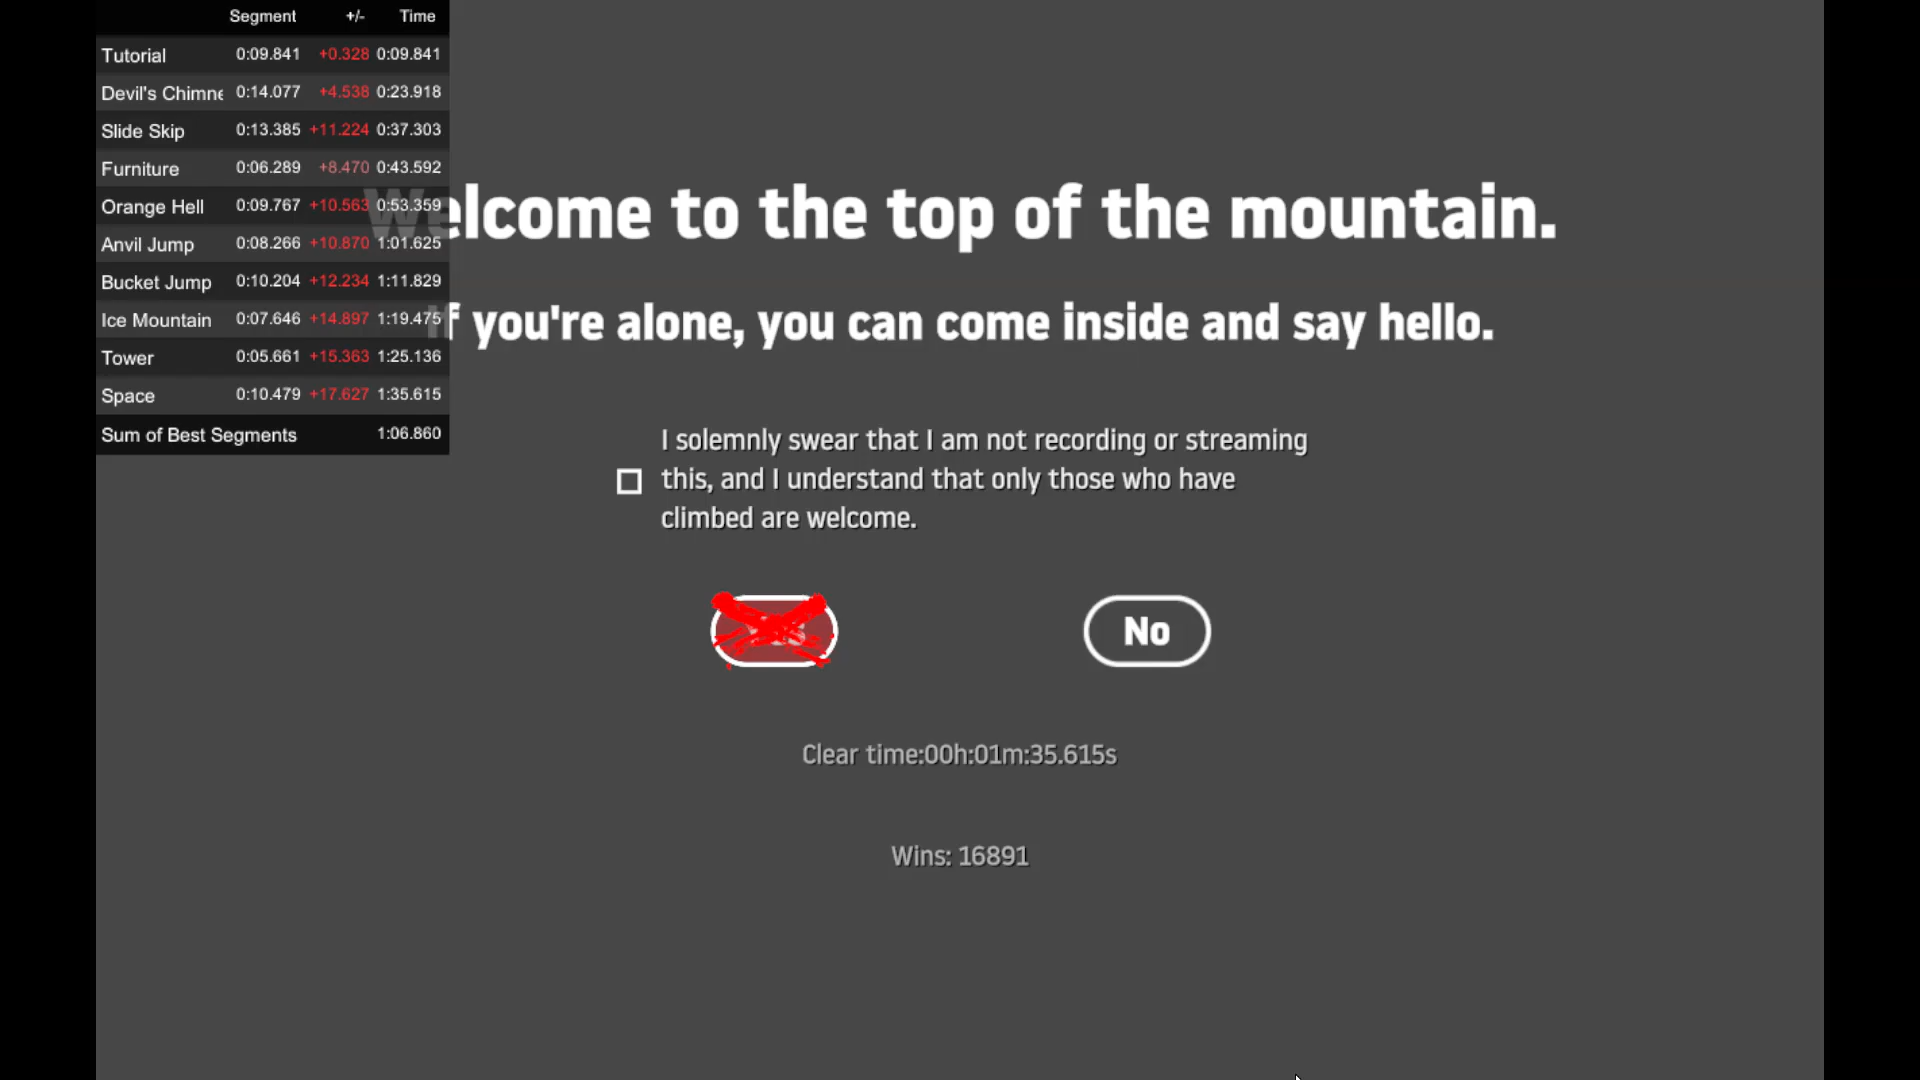 Segment +/- Time
Tutorial 0:09.841 +0.328 0:09.841
Devil's Chimne 0:14.077 +4.538 0:23.918
Slide Skip 0:13.385 +11.224 0:37.303
Furniture 0:06.289 +8.470 0:43.592
Orange Hell 0:09.767 +10.563 0:53.359
Anvil Jump 0:08.266 +10.870 1:01.625
Bucket Jump 0:10.204 +12.234 1:11.829
Ice Mountain 0:07.646 +14.897 1:19.475
Tower 0:05.661 +15.363 1:25.136
Space 0:10.479 +17.627 1:35.615
Sum of Best Segments 1:06.860
Welcome to the top of the mountain.
If you're alone, you can come inside and say hello.
I solemnly swear that I am not recording or streaming
this, and I understand that only those who have
climbed are welcome.
No
Clear time:00h:01m:35.615s
Wins: 16891